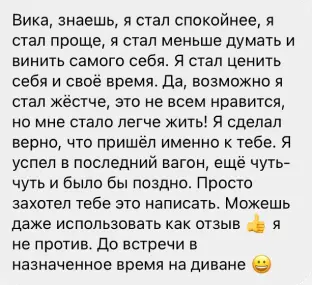 Вика, знаешь, я стал спокойнее, я
стал проще, я стал меньше думать и
винить самого себя. Я стал ценить
себя и своё время. Да, возможно я
стал жёстче, это не всем нравится,
но мне стало легче жить! Я сделал
верно, что пришёл именно к тебе. Я
успел в последний вагон, ещё чуть-
чуть и было бы поздно. Просто
захотел тебе это написать. Можешь
даже использовать как отзыв 👍 я
не против. До встречи в
назначенное время на диване 😀